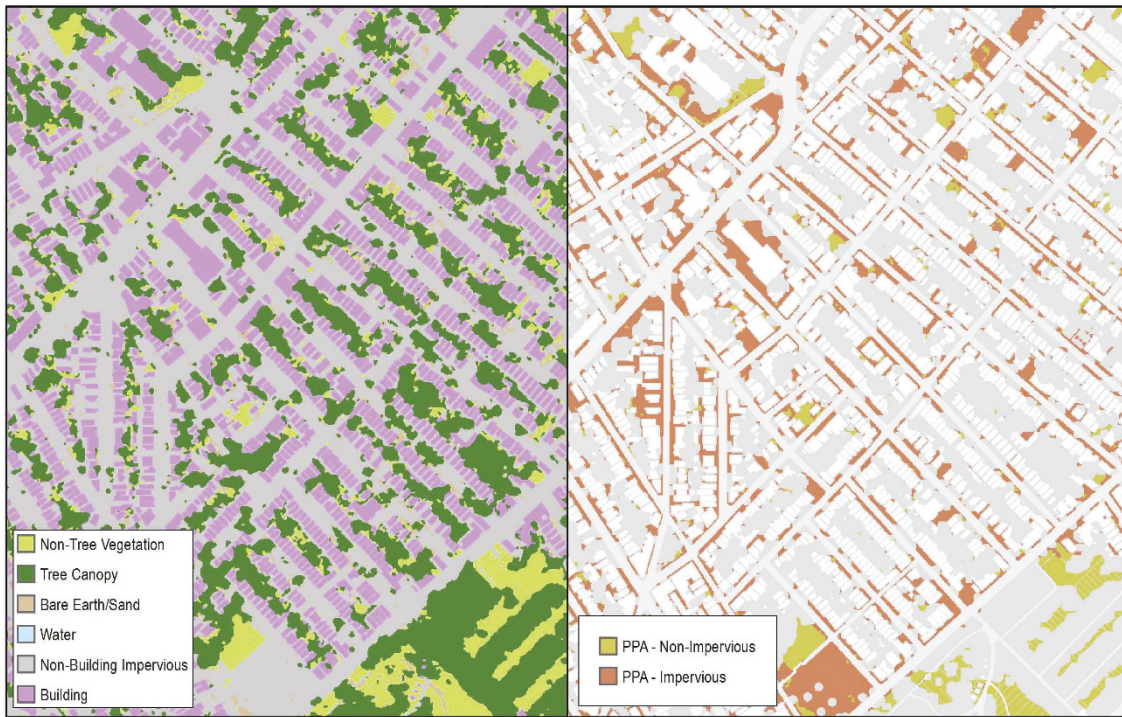 Non-Tree Vegetation
Tree Canopy
Bare Earth/Sand
Water
Non-Building Impervious
Building
PPA - Non-Impervious
PPA - Impervious